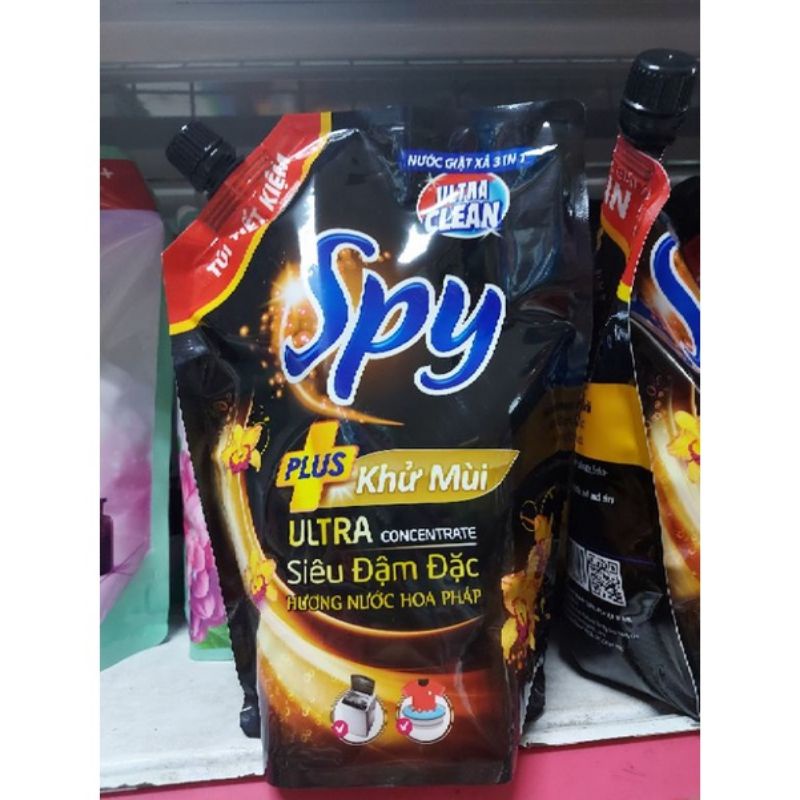 TÚI TIẾT KIỆM
NƯỚC GIẶT XẢ 3 IN 1
ULTRA
CLEAN
Spy
PLUS
Khử Mùi
ULTRA CONCENTRATE
Siêu Đậm Đặc
HƯƠNG NƯỚC HOA PHÁP